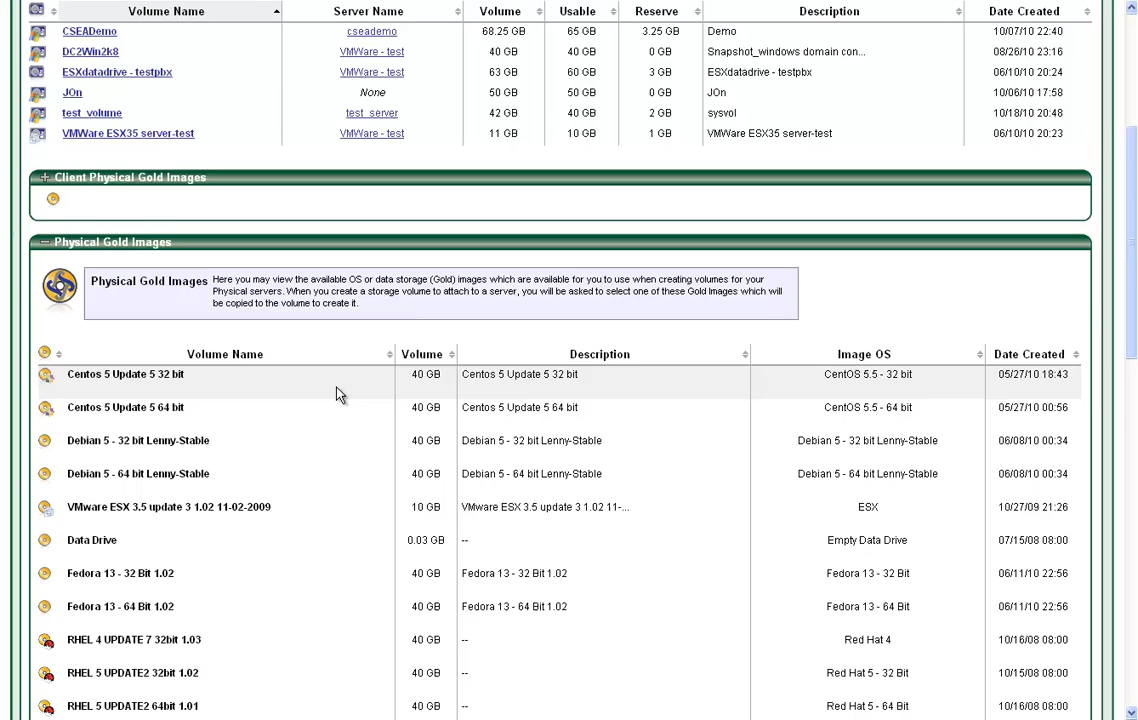 Volume Name Server Name Volume Usable Reserve Description Date Created
CSEADemo cseademo 68.25 GB 65 GB 3.25 GB Demo 10/07/10 22:40
DC2Win2k8 VMWare - test 40 GB 40 GB 0 GB Snapshot_windows domain con... 08/26/10 23:16
ESXdatadrive - testpbx VMWare - test 63 GB 60 GB 3 GB ESXdatadrive - testpbx 06/10/10 20:24
JOn None 50 GB 50 GB 0 GB JOn 10/06/10 17:58
test_volume test_server 42 GB 40 GB 2 GB sysvol 10/18/10 20:48
VMWare ESX35 server-test VMWare - test 11 GB 10 GB 1 GB VMWare ESX35 server-test 06/10/10 20:23
Client Physical Gold Images
Physical Gold Images
Physical Gold Images Here you may view the available OS or data storage (Gold) images which are available for you to use when creating volumes for your
Physical servers. When you create a storage volume to attach to a server, you will be asked to select one of these Gold Images which will
be copied to the volume to create it.
Volume Name Volume Description Image OS Date Created
Centos 5 Update 5 32 bit 40 GB Centos 5 Update 5 32 bit CentOS 5.5 - 32 bit 05/27/10 18:43
Centos 5 Update 5 64 bit 40 GB Centos 5 Update 5 64 bit CentOS 5.5 - 64 bit 05/27/10 00:56
Debian 5 - 32 bit Lenny-Stable 40 GB Debian 5 - 32 bit Lenny-Stable Debian 5 - 32 bit Lenny-Stable 06/08/10 00:34
Debian 5 - 64 bit Lenny-Stable 40 GB Debian 5 - 64 bit Lenny-Stable Debian 5 - 64 bit Lenny-Stable 06/08/10 00:34
VMware ESX 3.5 update 3 1.02 11-02-2009 10 GB VMware ESX 3.5 update 3 1.02 11-... ESX 10/27/09 21:26
Data Drive 0.03 GB -- Empty Data Drive 07/15/08 08:00
Fedora 13 - 32 Bit 1.02 40 GB Fedora 13 - 32 Bit 1.02 Fedora 13 - 32 Bit 06/11/10 22:56
Fedora 13 - 64 Bit 1.02 40 GB Fedora 13 - 64 Bit 1.02 Fedora 13 - 64 Bit 06/11/10 22:56
RHEL 4 UPDATE 7 32bit 1.03 40 GB -- Red Hat 4 10/16/08 08:00
RHEL 5 UPDATE2 32bit 1.02 40 GB -- Red Hat 5 - 32 Bit 10/15/08 08:00
RHEL 5 UPDATE2 64bit 1.01 40 GB -- Red Hat 5 - 64 Bit 10/16/08 08:00